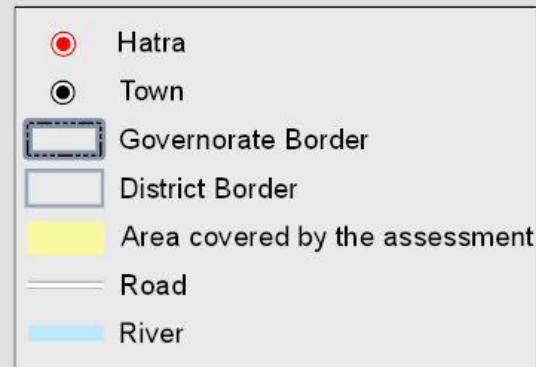 Hatra
Town
Governorate Border
District Border
Area covered by the assessment
Road
River